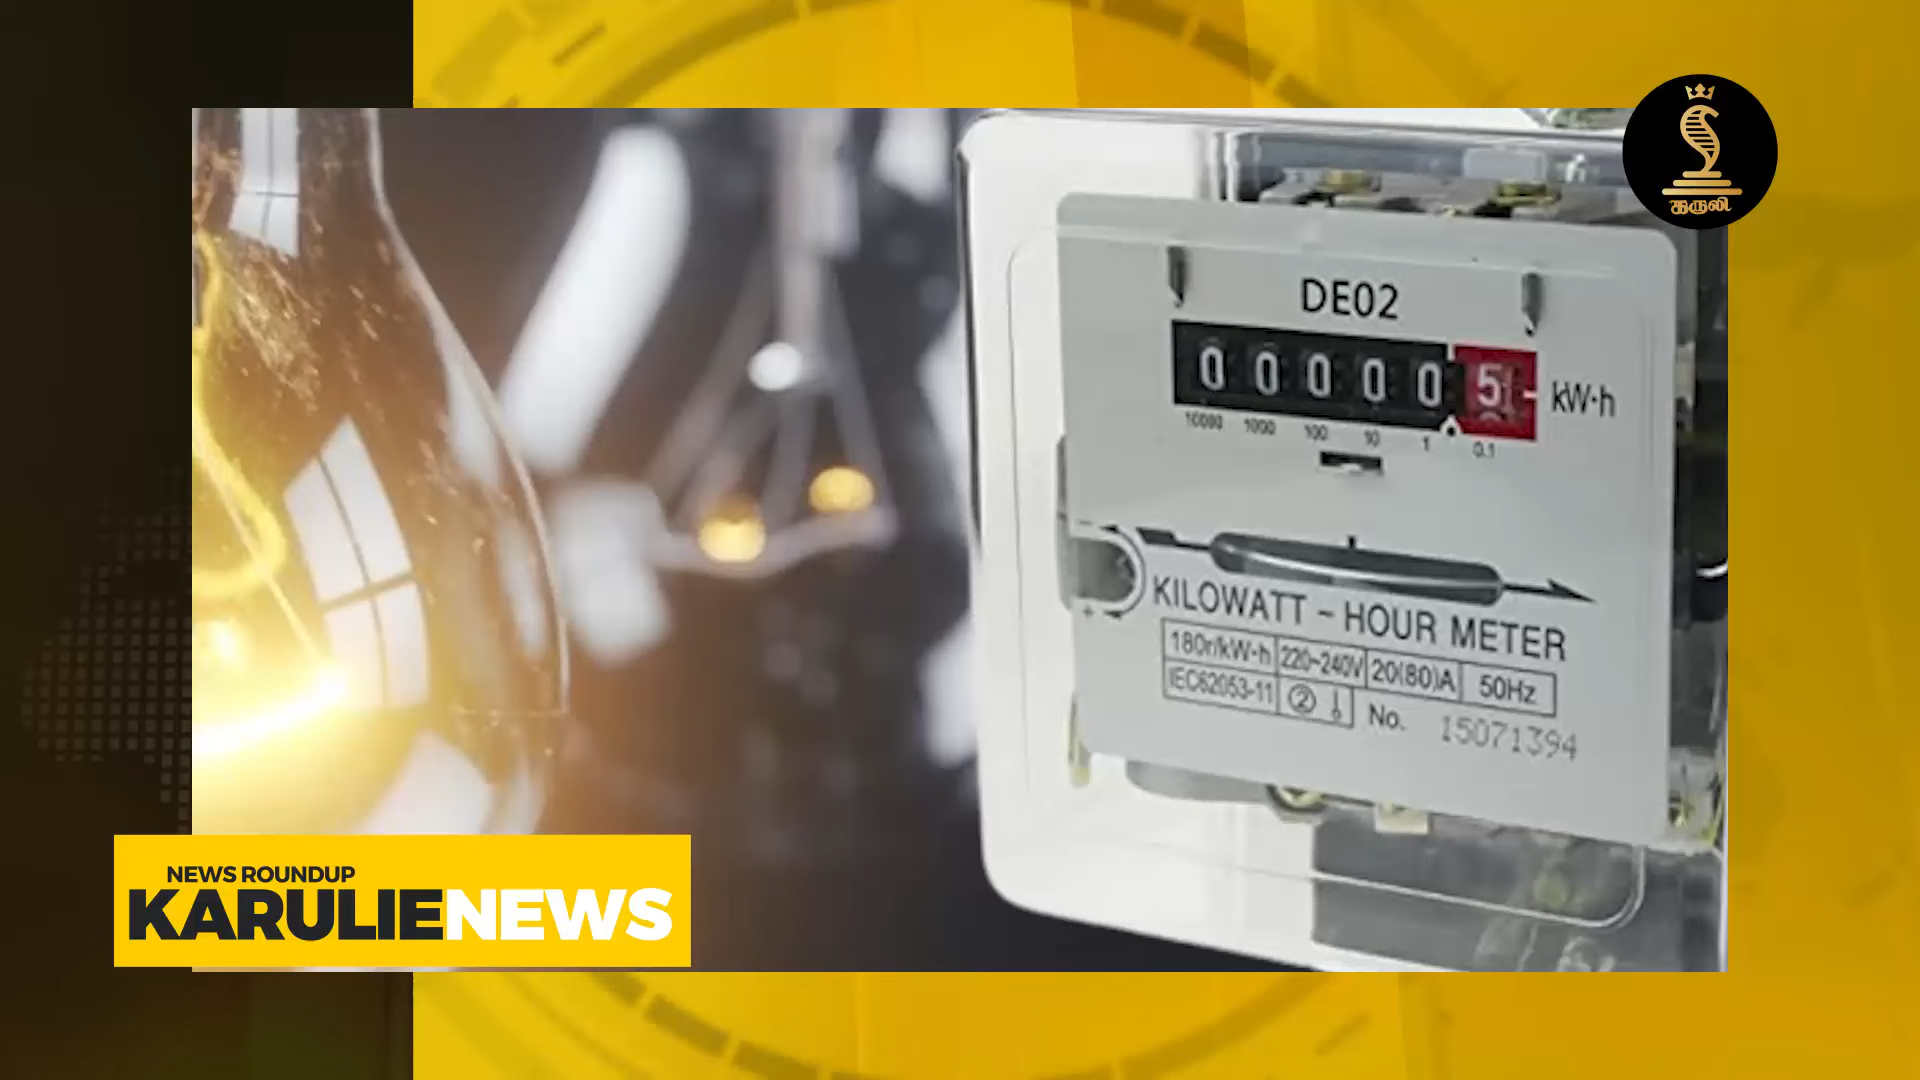 கருலி
DE02
0 0 0 0 0 5 kW·h
10000 1000 100 10 1 0.1
KILOWATT – HOUR METER
180r/kW·h 220~240V 20(80)A 50Hz
IEC62053-11 2 No. 15071394
NEWS ROUNDUP
KARULIENEWS